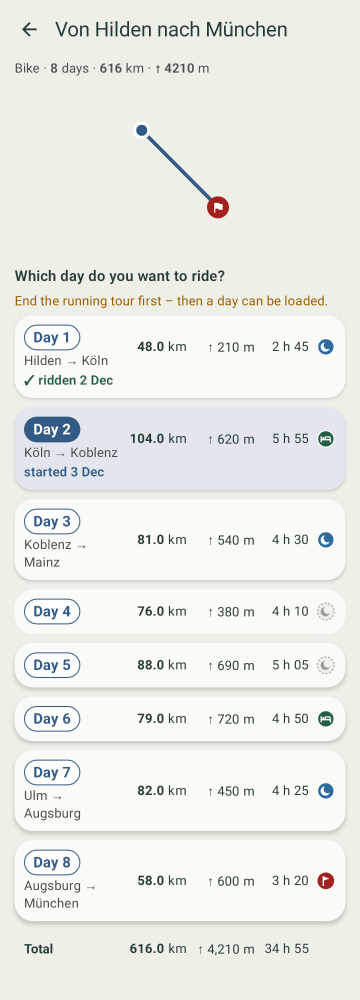 Von Hilden nach München
Bike · 8 days · 616 km · ↑ 4210 m
Which day do you want to ride?
End the running tour first – then a day can be loaded.
Day 1
48.0 km ↑ 210 m 2 h 45
Hilden → Köln
✓ ridden 2 Dec
Day 2
104.0 km ↑ 620 m 5 h 55
Köln → Koblenz
started 3 Dec
Day 3
81.0 km ↑ 540 m 4 h 30
Koblenz →
Mainz
Day 4 76.0 km ↑ 380 m 4 h 10
Day 5 88.0 km ↑ 690 m 5 h 05
Day 6 79.0 km ↑ 720 m 4 h 50
Day 7
82.0 km ↑ 450 m 4 h 25
Ulm →
Augsburg
Day 8
58.0 km ↑ 600 m 3 h 20
Augsburg →
München
Total 616.0 km ↑ 4,210 m 34 h 55